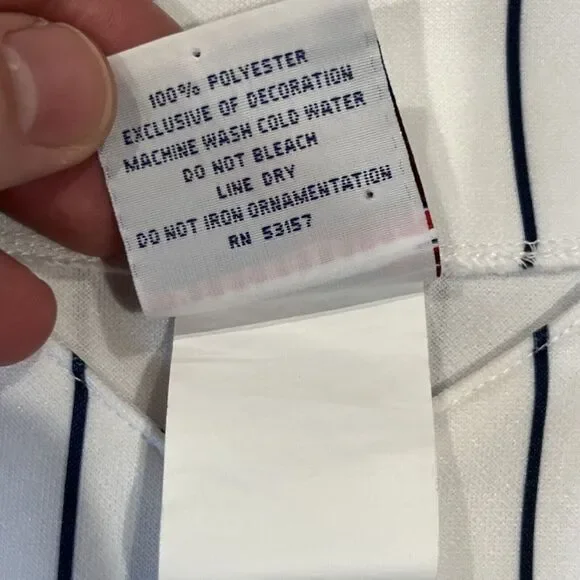 100% POLYESTER
EXCLUSIVE OF DECORATION
MACHINE WASH COLD WATER
DO NOT BLEACH
LINE DRY
DO NOT IRON ORNAMENTATION
RN 53157